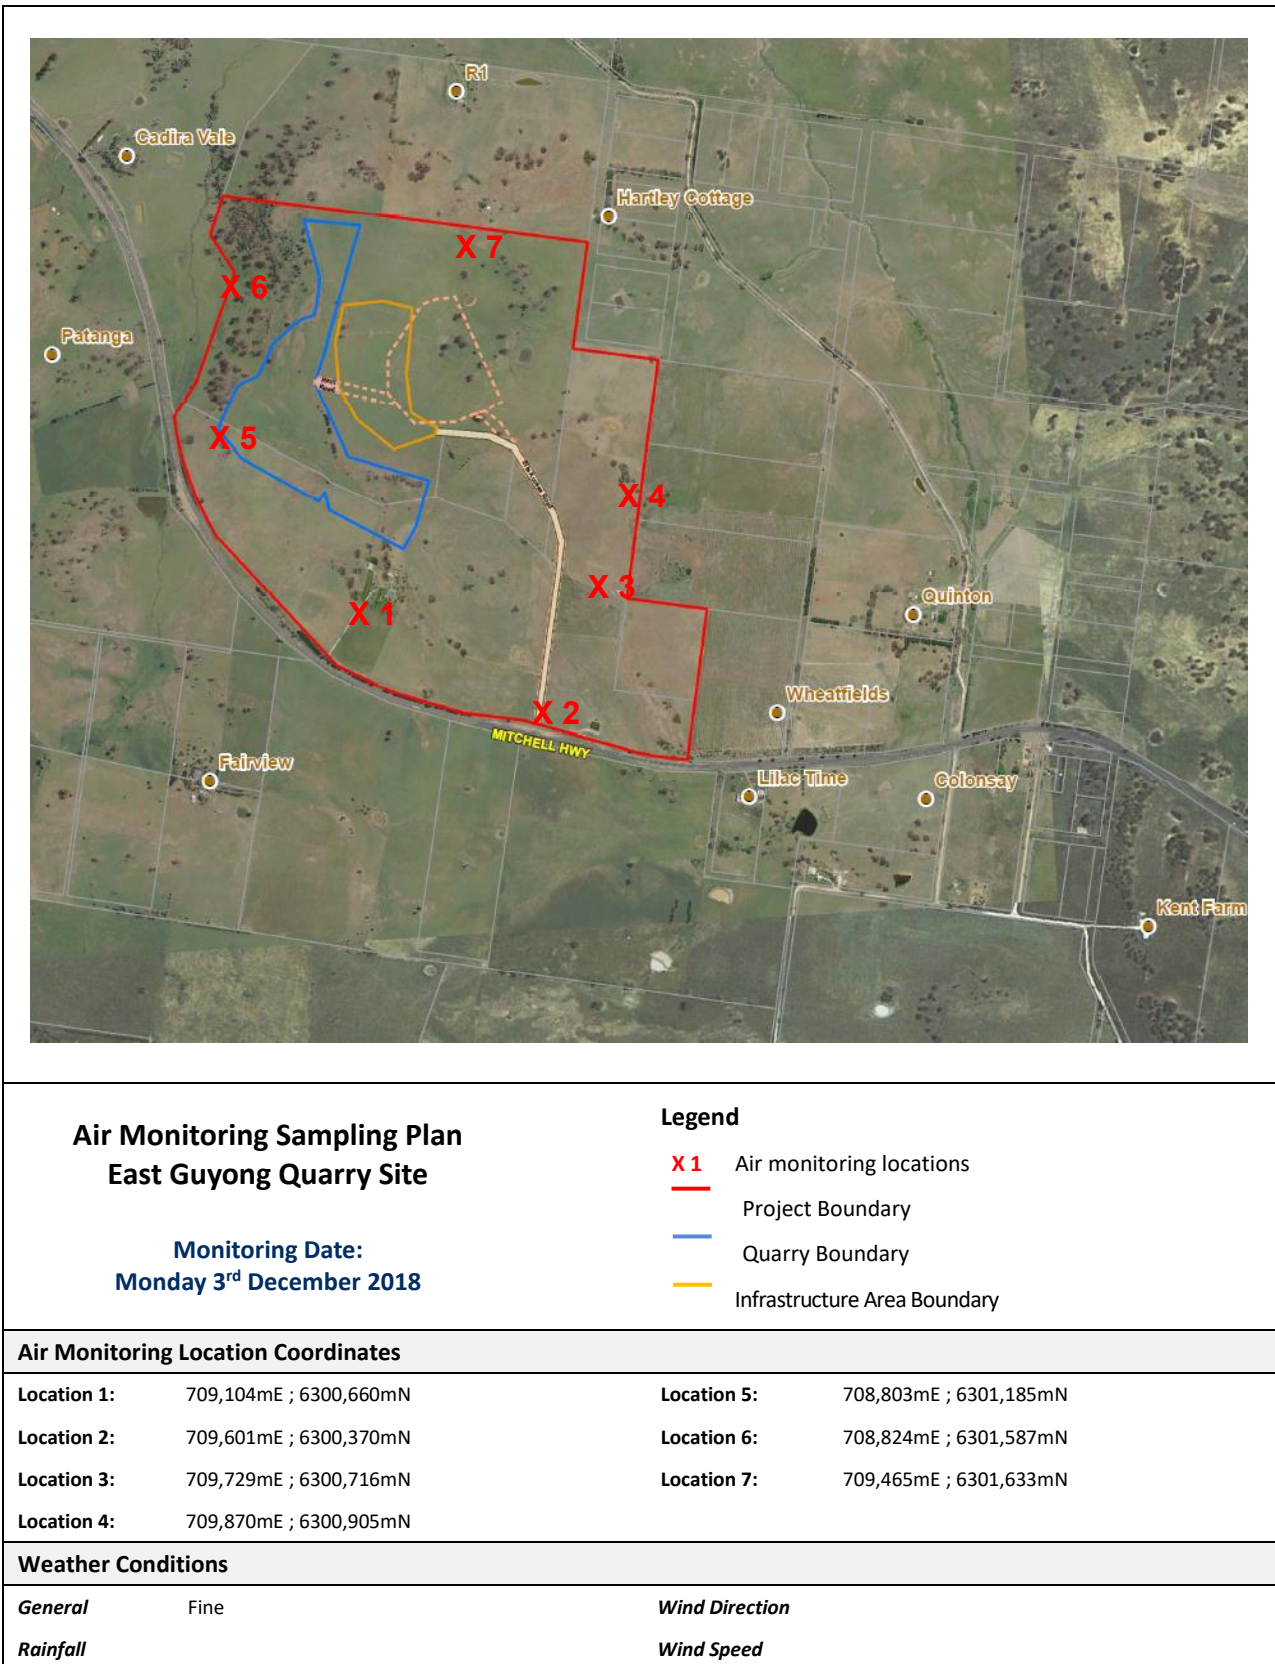 R1
Cadira Vale
Hartley Cottage
X 7
X 6
Patanga
X 5
X 4
X 3
Quinton
X 1
Wheatfields
X 2
MITCHELL HWY
Fairview
Lilac Time
Colonsay
Kent Farm
Air Monitoring Sampling Plan
East Guyong Quarry Site
Monitoring Date:
Monday 3rd December 2018
Legend
X 1 Air monitoring locations
Project Boundary
Quarry Boundary
Infrastructure Area Boundary
Air Monitoring Location Coordinates
Location 1: 709,104mE ; 6300,660mN Location 5: 708,803mE ; 6301,185mN
Location 2: 709,601mE ; 6300,370mN Location 6: 708,824mE ; 6301,587mN
Location 3: 709,729mE ; 6300,716mN Location 7: 709,465mE ; 6301,633mN
Location 4: 709,870mE ; 6300,905mN
Weather Conditions
General Fine Wind Direction
Rainfall Wind Speed